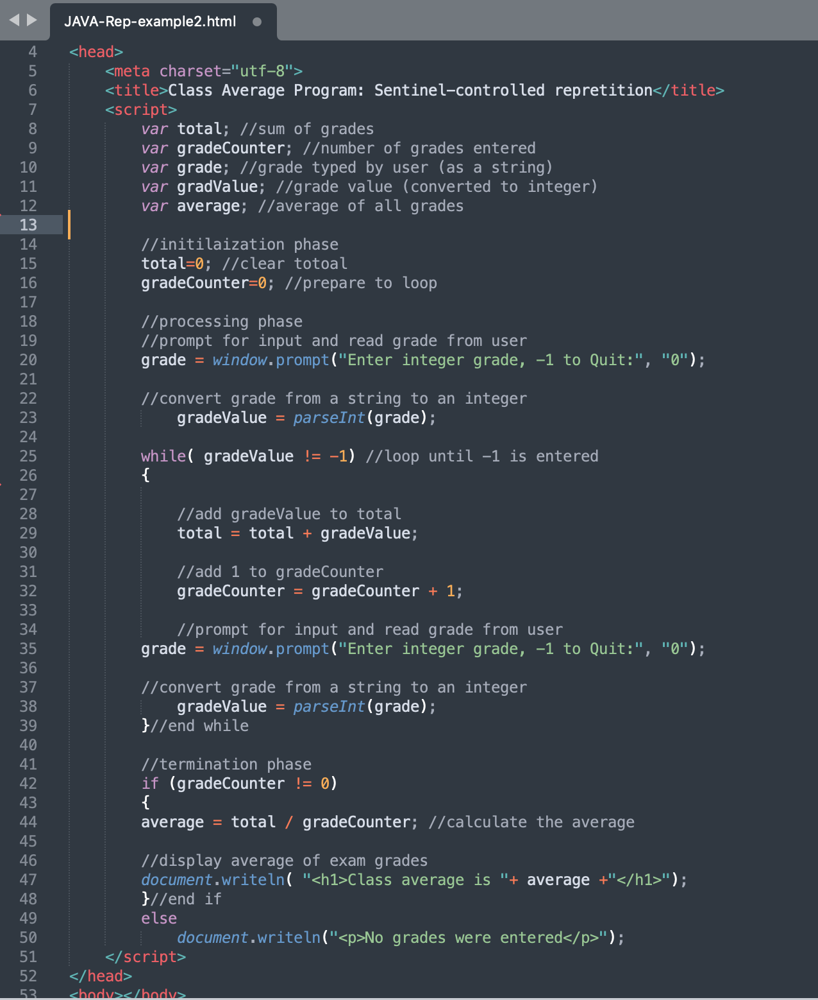 JAVA-Rep-example2.html
4 <head>
5 <meta charset="utf-8">
6 <title>Class Average Program: Sentinel-controlled repretition</title>
7 <script>
8 var total; //sum of grades
9 var gradeCounter; //number of grades entered
10 var grade; //grade typed by user (as a string)
11 var gradValue; //grade value (converted to integer)
12 var average; //average of all grades
13
14 //initilaization phase
15 total=0; //clear totoal
16 gradeCounter=0; //prepare to loop
17
18 //processing phase
19 //prompt for input and read grade from user
20 grade = window.prompt("Enter integer grade, -1 to Quit:", "0");
21
22 //convert grade from a string to an integer
23 gradeValue = parseInt(grade);
24
25 while( gradeValue != -1) //loop until -1 is entered
26 {
27
28 //add gradeValue to total
29 total = total + gradeValue;
30
31 //add 1 to gradeCounter
32 gradeCounter = gradeCounter + 1;
33
34 //prompt for input and read grade from user
35 grade = window.prompt("Enter integer grade, -1 to Quit:", "0");
36
37 //convert grade from a string to an integer
38 gradeValue = parseInt(grade);
39 }//end while
40
41 //termination phase
42 if (gradeCounter != 0)
43 {
44 average = total / gradeCounter; //calculate the average
45
46 //display average of exam grades
47 document.writeln( "<h1>Class average is "+ average +"</h1>");
48 }//end if
49 else
50 document.writeln("<p>No grades were entered</p>");
51 </script>
52 </head>
53 <body></body>